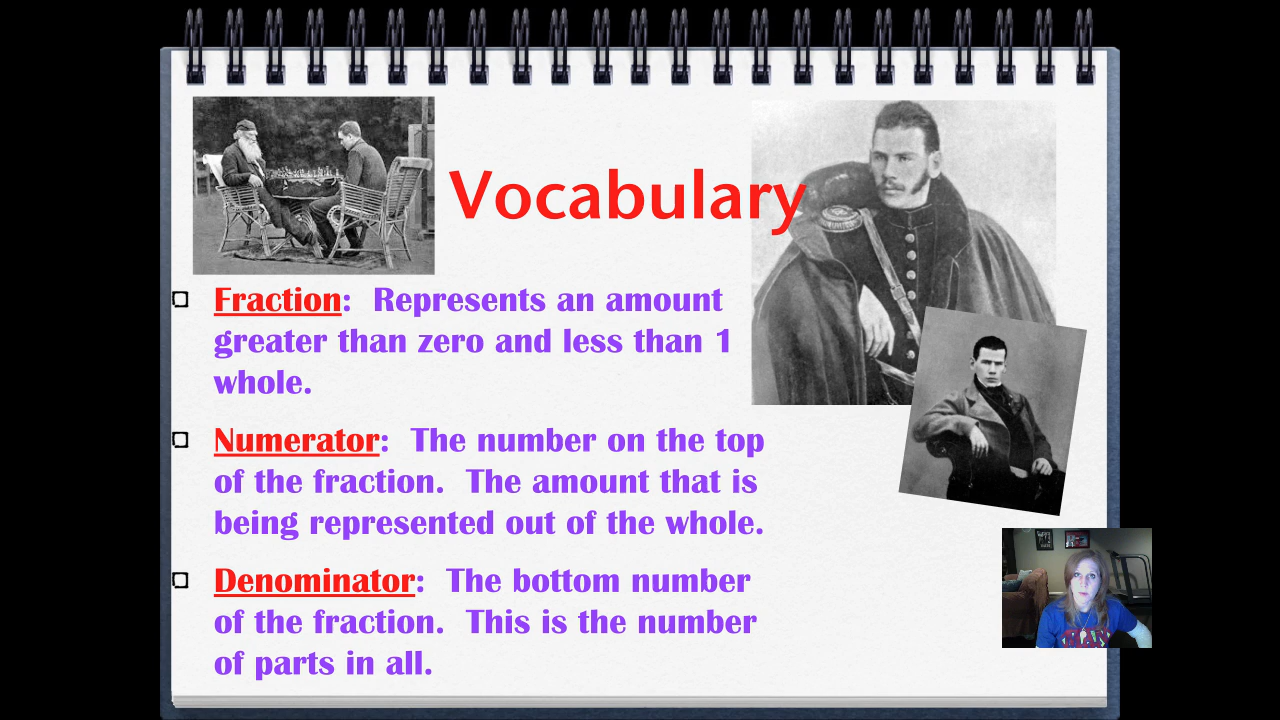 Vocabulary
Fraction: Represents an amount
greater than zero and less than 1
whole.
Numerator: The number on the top
of the fraction. The amount that is
being represented out of the whole.
Denominator: The bottom number
of the fraction. This is the number
of parts in all.